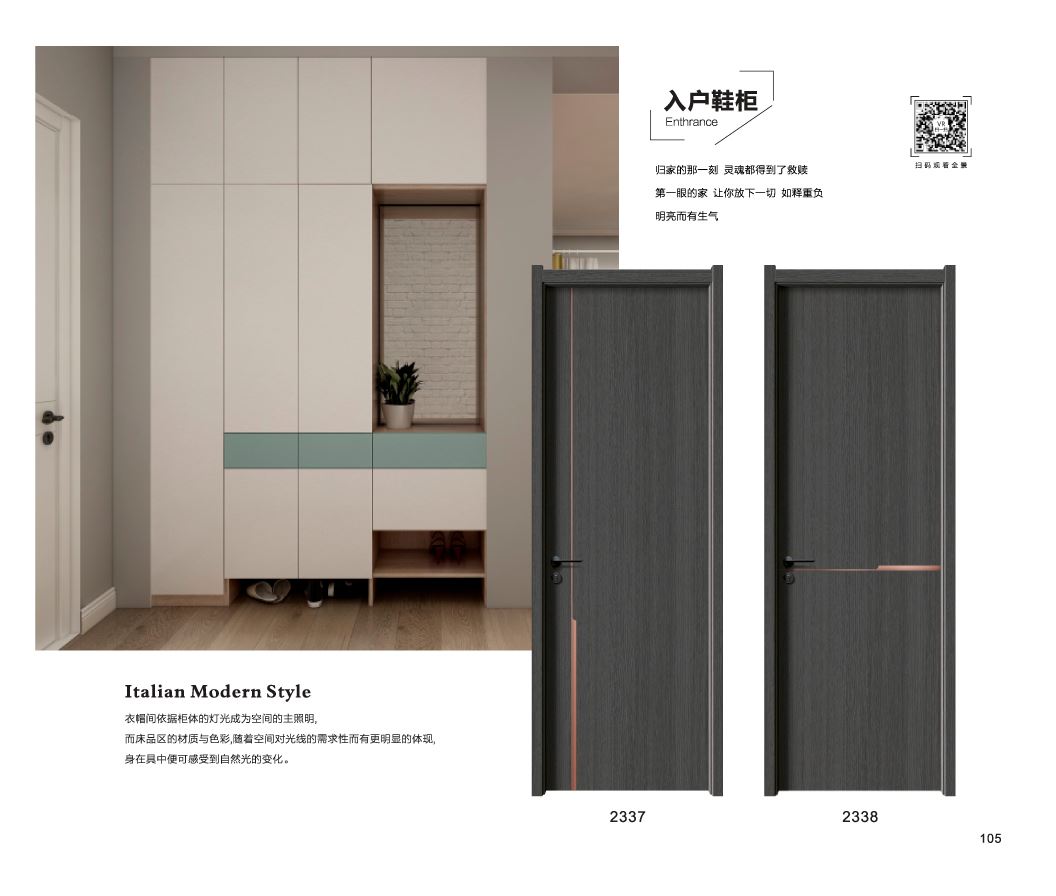 入户鞋柜
Enthrance
归家的那一刻 灵魂都得到了救赎
第一眼的家 让你放下一切 如释重负
明亮而有生气
VR
扫一扫
扫码观看全景
Italian Modern Style
衣帽间依据柜体的灯光成为空间的主照明,
而床品区的材质与色彩,随着空间对光线的需求性而有更明显的体现,
身在具中便可感受到自然光的变化。
2337
2338
105